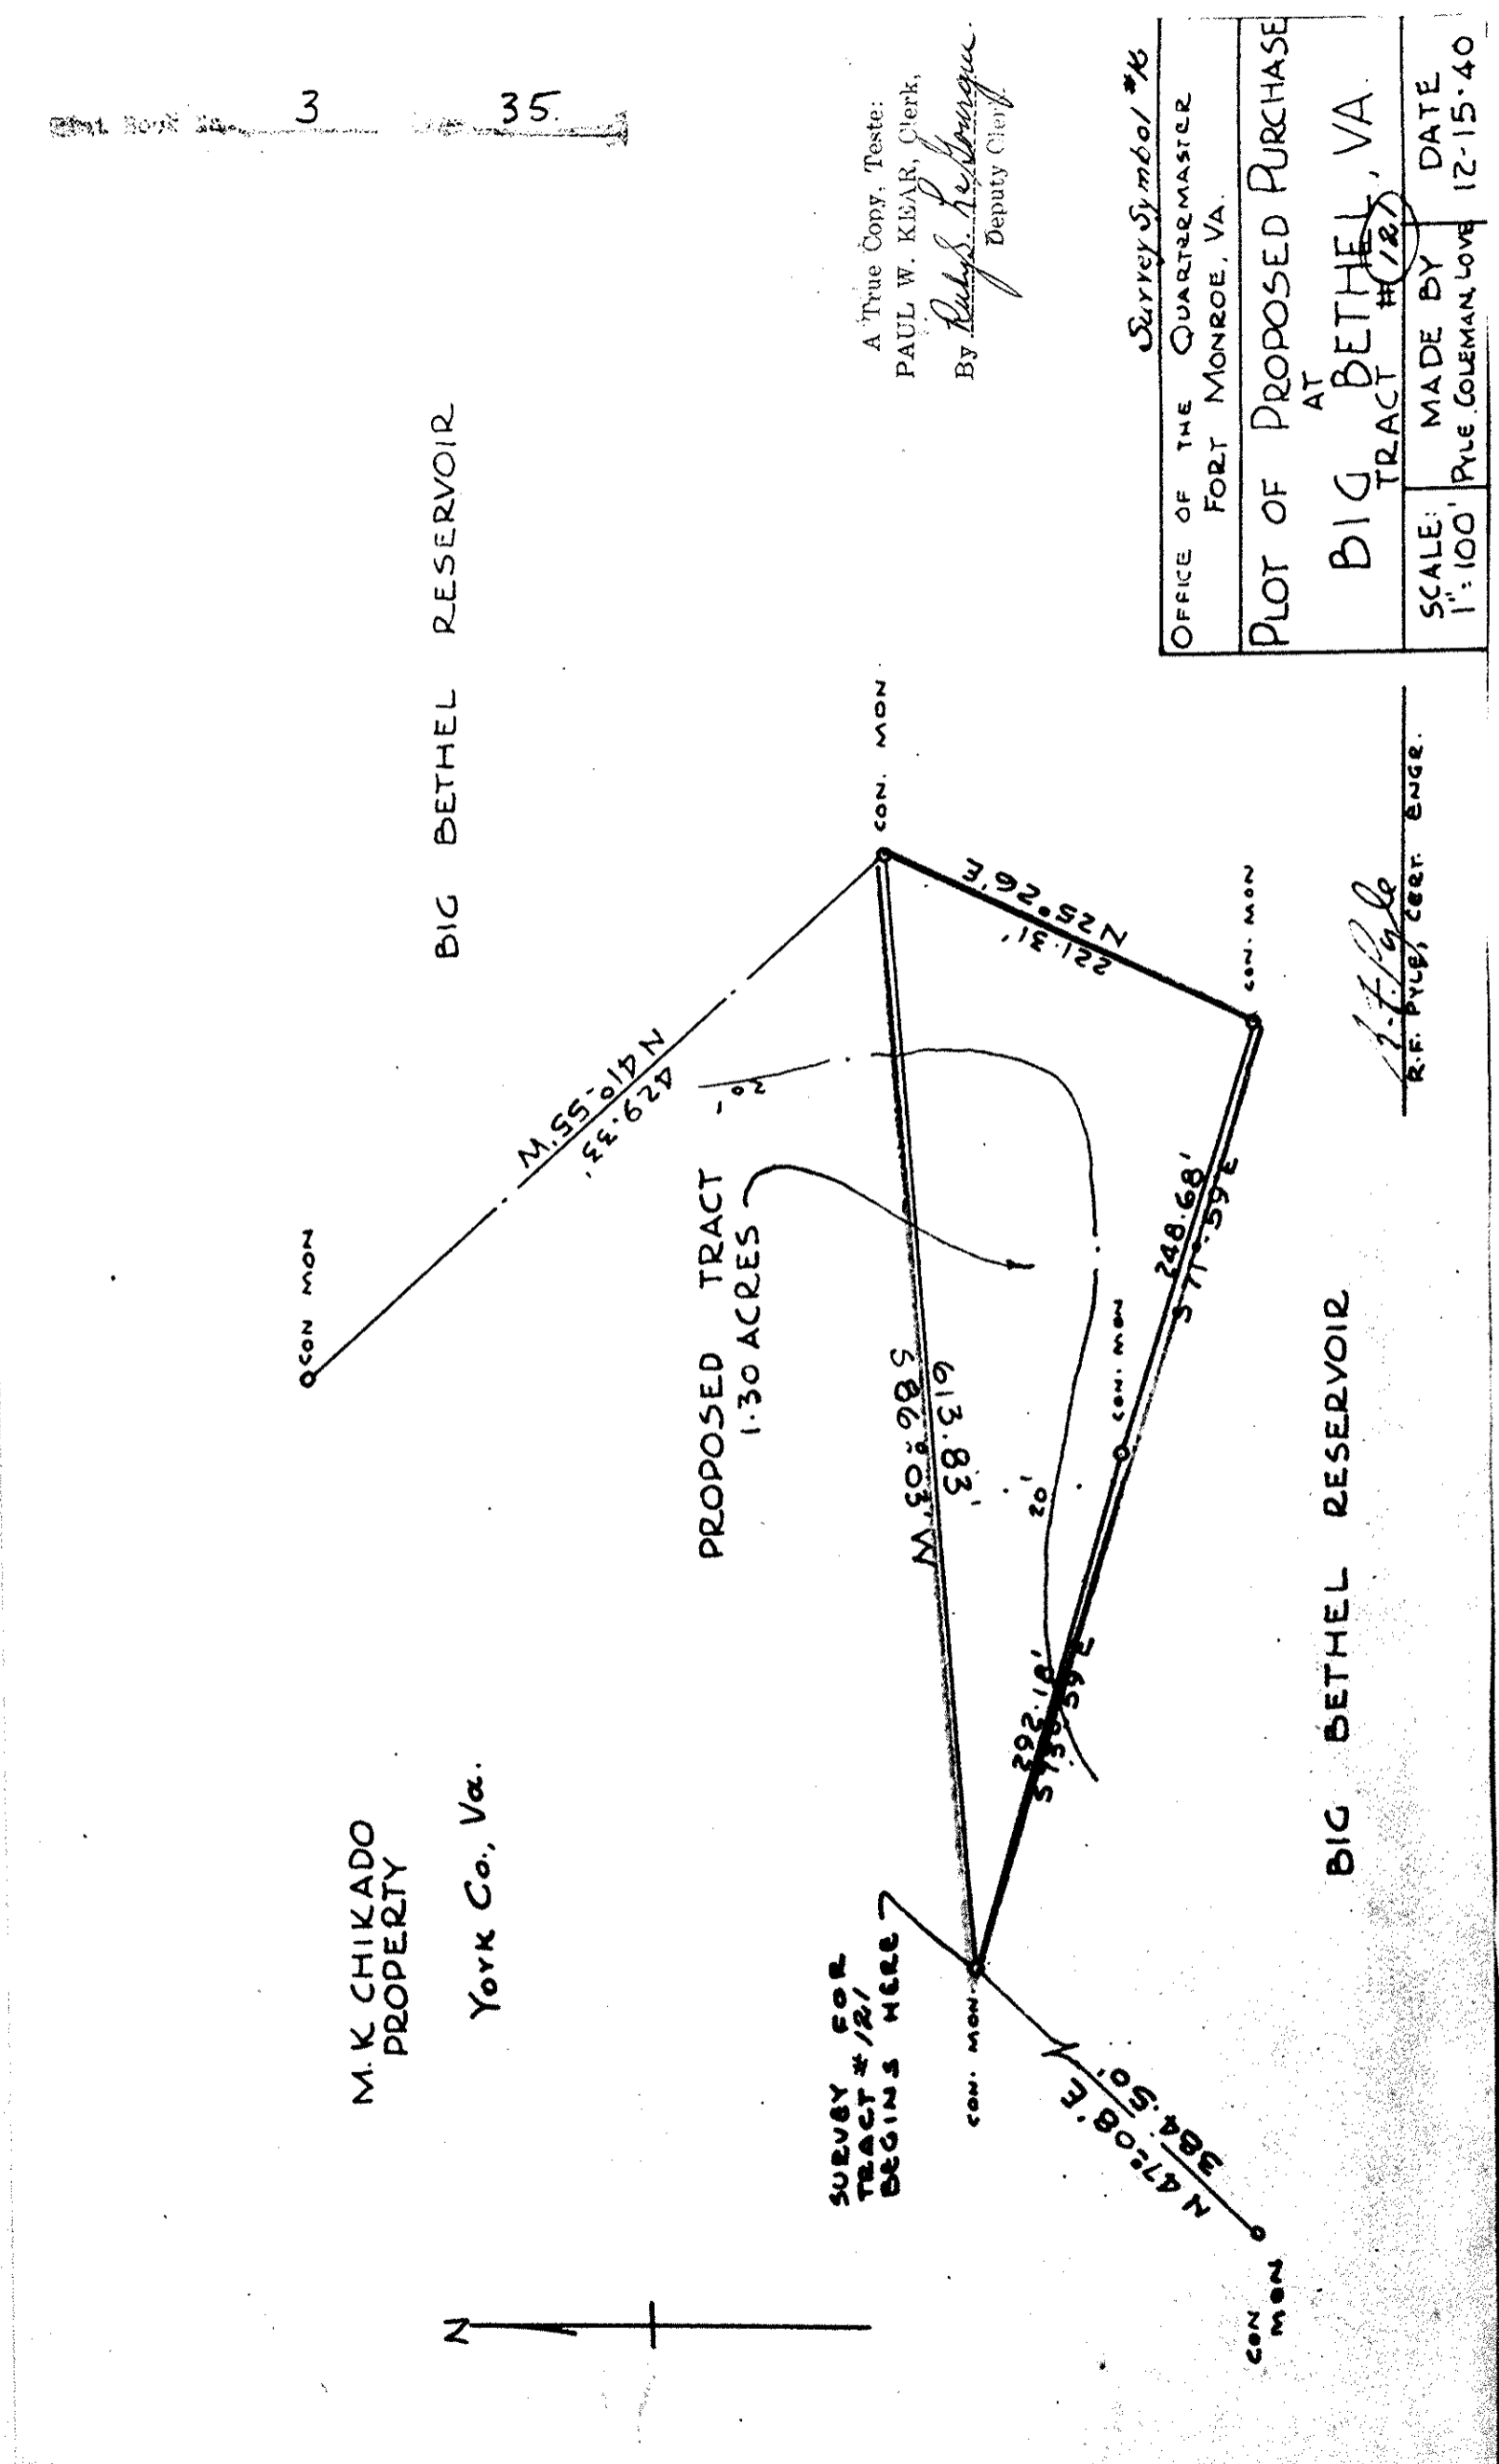 3 35
BIG BETHEL RESERVOIR
M. K CHIKADO
PROPERTY
York Co., Va.
N
CON MON
N 41°-55'W
429.33'
PROPOSED TRACT
1.30 ACRES
20
CON. MON.
SURVEY FOR
TRACT # 121
BEGINS HERE
CON. MON.
S 86°-03'W
613.83'
N 25° 26'E
221.31'
20'
CON. MON
292.18'
S 73° 59 E
248.68'
S 71°. 59 E
CON. MON
N 47°-08'E
384.50'
CON
MON
BIG BETHEL RESERVOIR
A True Copy, Teste:
PAUL W. KEAR, Clerk,
By Ruby S. LeGourgue
Deputy Clerk.
Survey Symbol #16
OFFICE OF THE QUARTERMASTER
FORT MONROE, VA.
PLOT OF PROPOSED PURCHASE
AT
BIG BETHEL, VA.
TRACT # 121
SCALE:
1":100'
MADE BY
PYLE. COLEMAN, LOVE
DATE
12-15-40
R.F. Pyle
R.F. PYLE, CERT. ENGR.